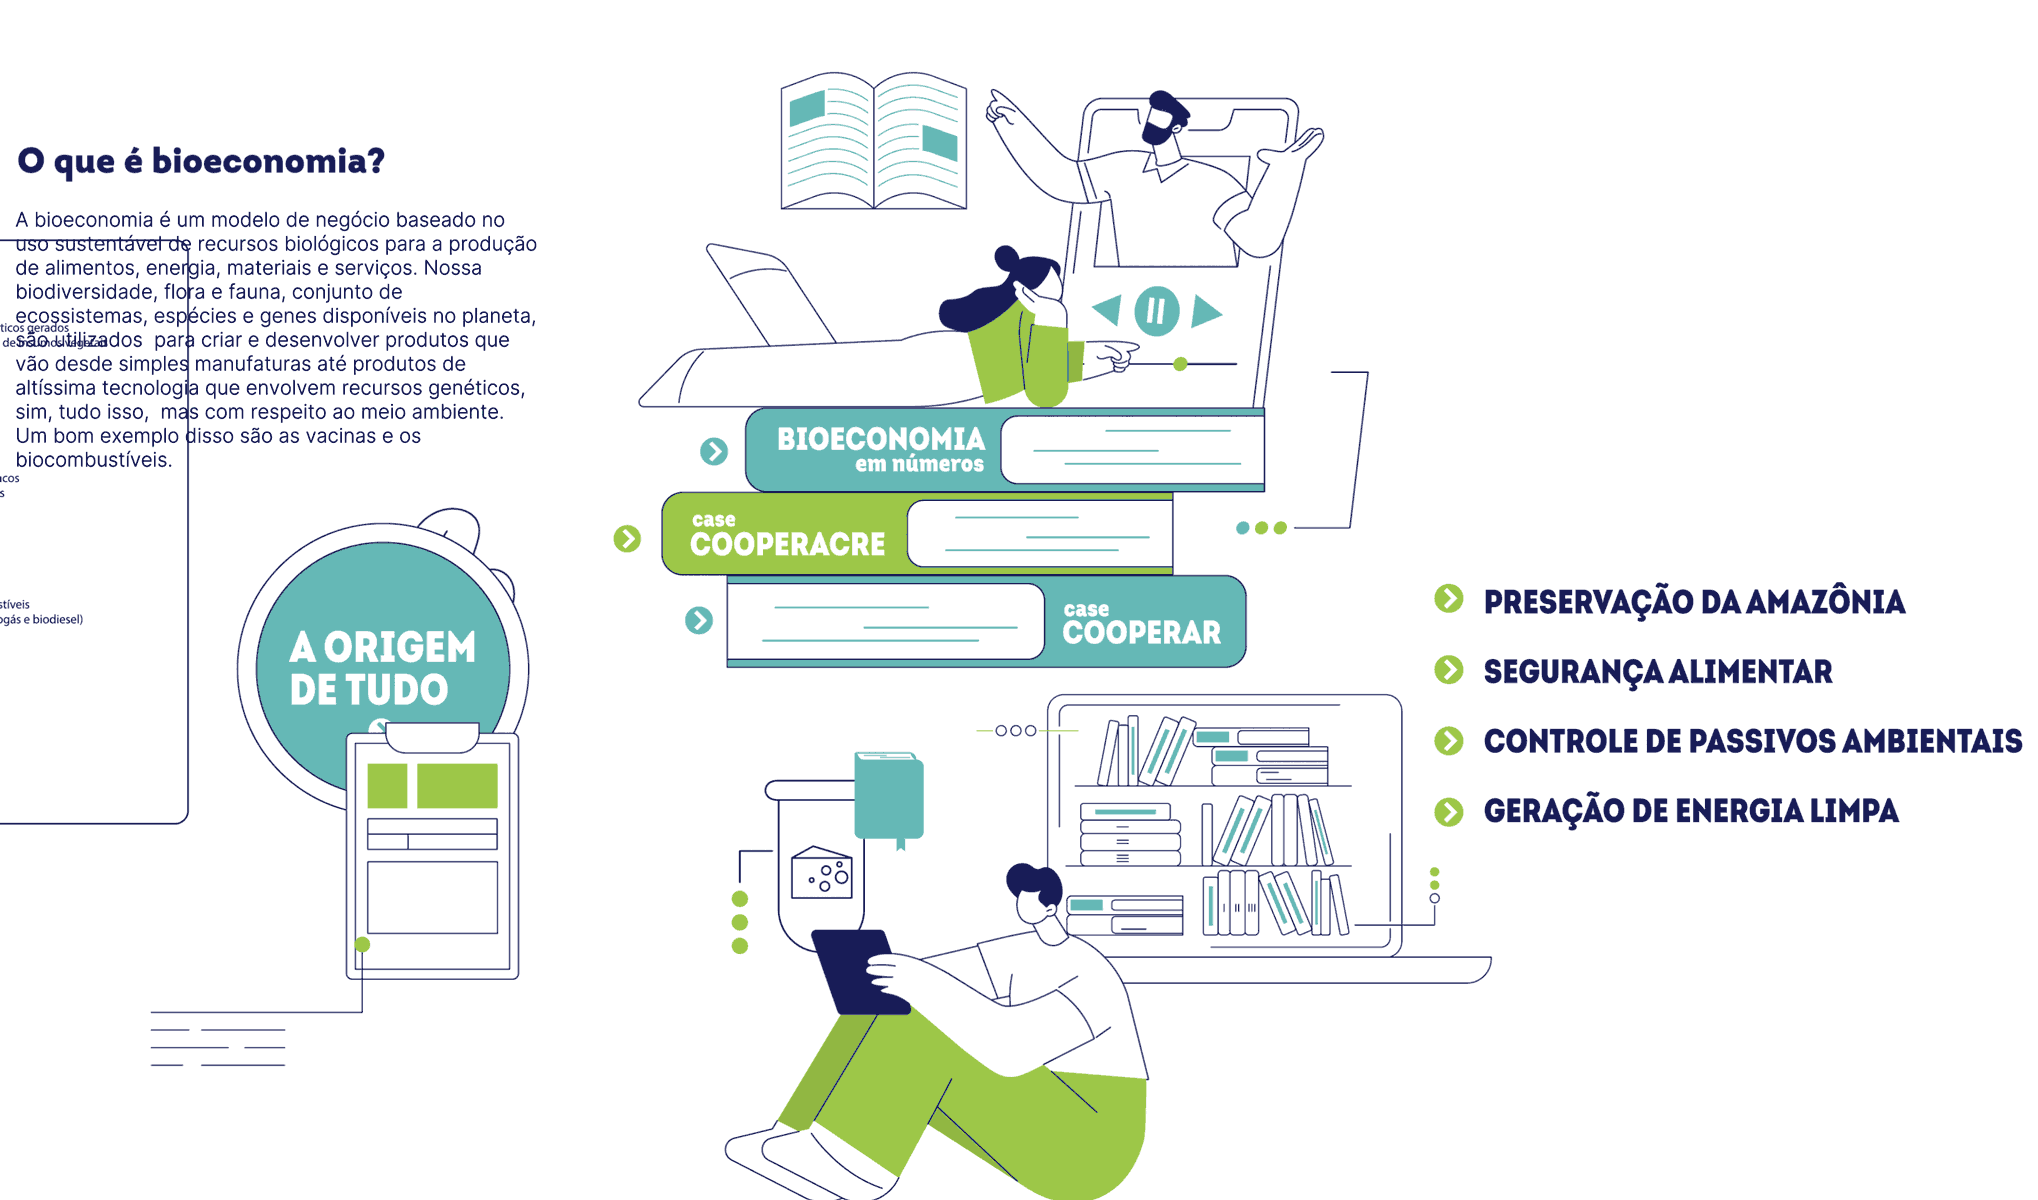 O que é bioeconomia?
A bioeconomia é um modelo de negócio baseado no
uso sustentável de recursos biológicos para a produção
de alimentos, energia, materiais e serviços. Nossa
biodiversidade, flora e fauna, conjunto de
ecossistemas, espécies e genes disponíveis no planeta,
são utilizados para criar e desenvolver produtos que
vão desde simples manufaturas até produtos de
altíssima tecnologia que envolvem recursos genéticos,
sim, tudo isso, mas com respeito ao meio ambiente.
Um bom exemplo disso são as vacinas e os
biocombustíveis.
gerados
de insumos vegetais
e biodiesel)
A ORIGEM
DE TUDO
BIOECONOMIA
em números
case
COOPERACRE
case
COOPERAR
PRESERVAÇÃO DA AMAZÔNIA
SEGURANÇA ALIMENTAR
CONTROLE DE PASSIVOS AMBIENTAIS
GERAÇÃO DE ENERGIA LIMPA